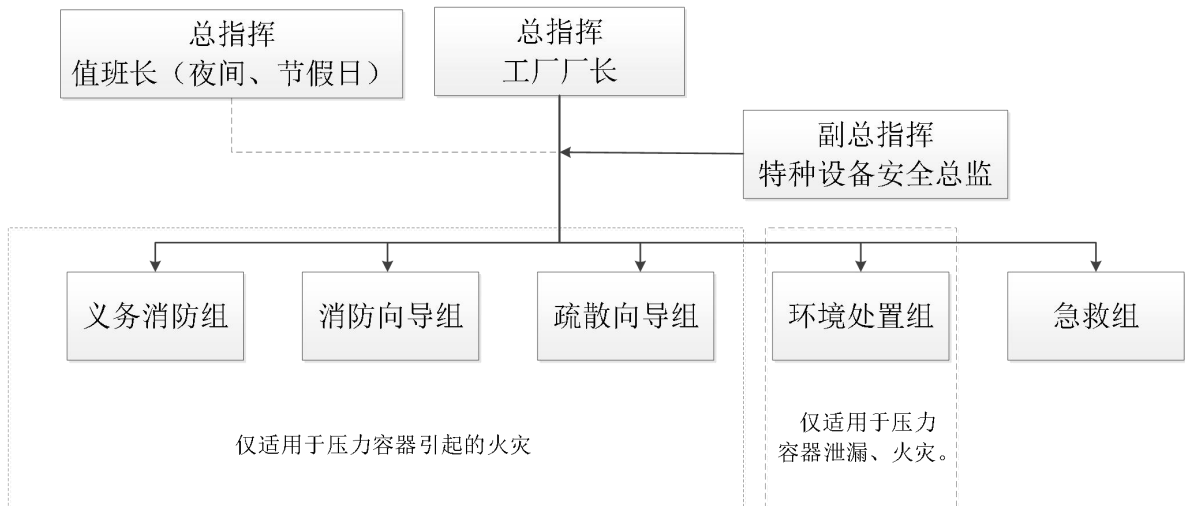 总指挥
值班长（夜间、节假日）
总指挥
工厂厂长
副总指挥
特种设备安全总监
义务消防组
消防向导组
疏散向导组
环境处置组
急救组
仅适用于压力容器引起的火灾
仅适用于压力
容器泄漏、火灾。